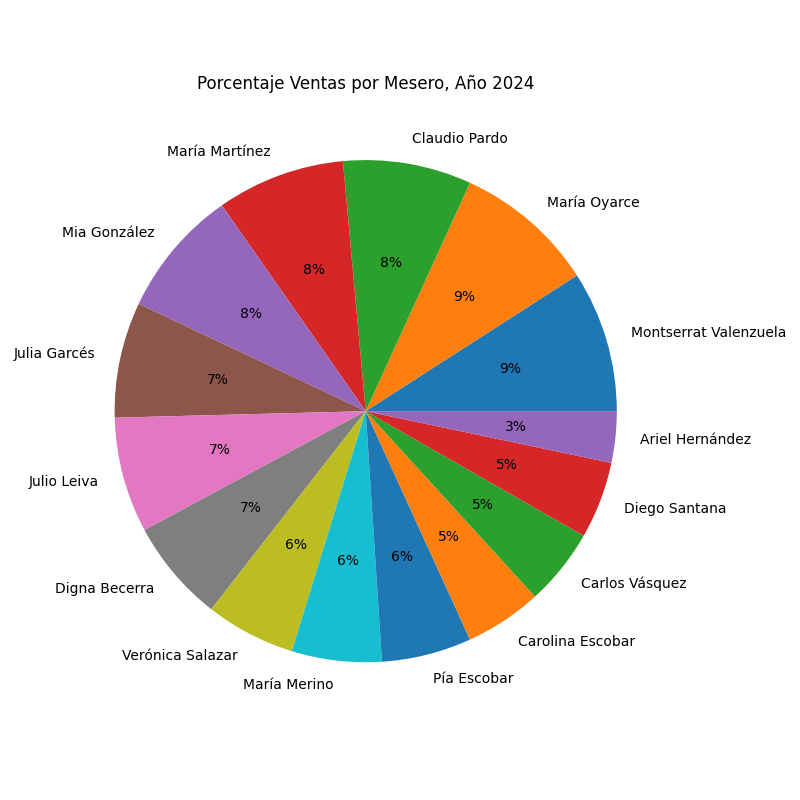 Porcentaje Ventas por Mesero, Año 2024
Montserrat Valenzuela
9%
María Oyarce
9%
Claudio Pardo
8%
María Martínez
8%
Mia González
8%
Julia Garcés
7%
Julio Leiva
7%
Digna Becerra
7%
Verónica Salazar
6%
María Merino
6%
Pía Escobar
6%
Carolina Escobar
5%
Carlos Vásquez
5%
Diego Santana
5%
Ariel Hernández
3%